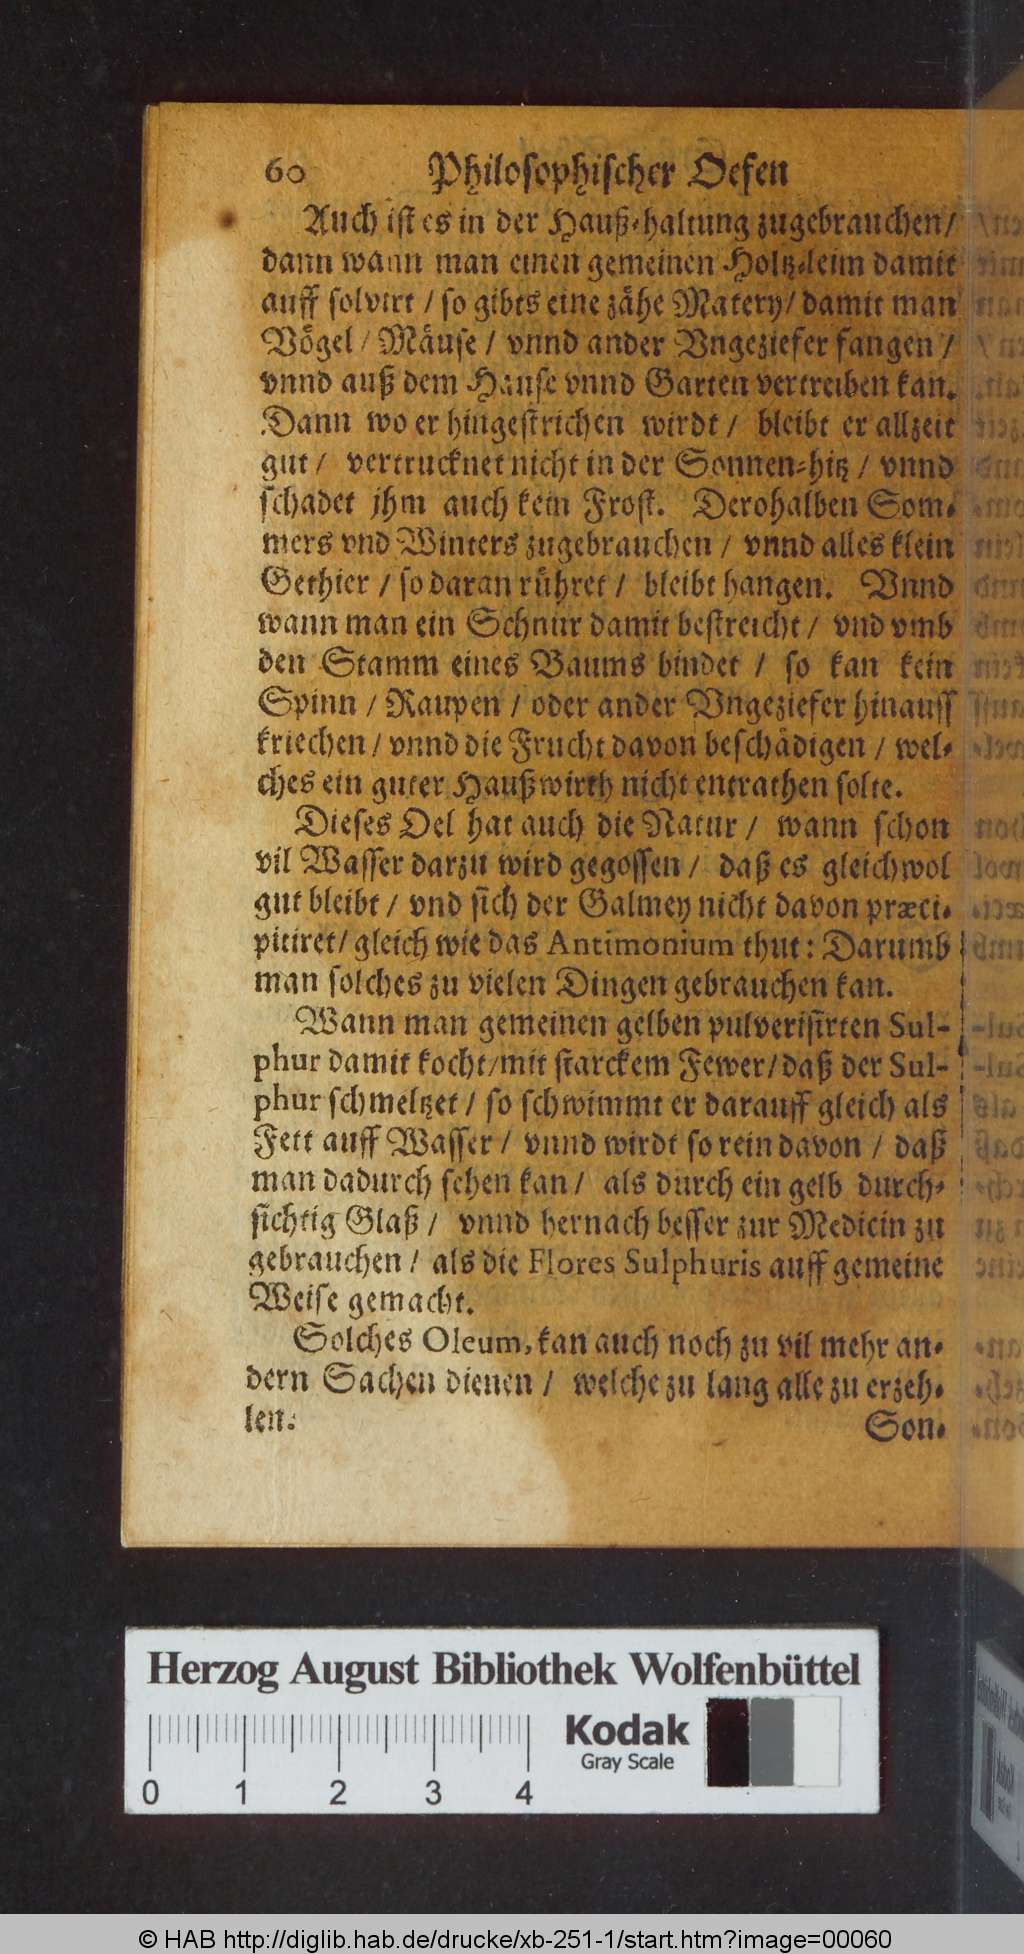 60 Philosophischer Oefen
Auch ist es in der Hauß-haltung zugebrauchen/
dann wann man einen gemeinen Holtz-leim damit
auff solvirt / so gibts eine zähe Matery/ damit man
Vögel / Mäuse / vnnd ander Vngeziefer fangen /
vnnd auß dem Hause vnnd Garten vertreiben kan.
Dann wo er hingestrichen wirdt / bleibt er allzeit
gut / vertrucknet nicht in der Sonnen-hitz / vnnd
schadet jhm auch kein Frost. Derohalben Som-
mers vnd Winters zugebrauchen / vnnd alles klein
Gethier / so daran rühret / bleibt hangen. Vnnd
wann man ein Schnur damit bestreicht / vnd vmb
den Stamm eines Baums bindet / so kan kein
Spinn / Raupen / oder ander Vngeziefer hinauff
kriechen / vnnd die Frucht davon beschädigen / wel-
ches ein guter Haußwirth nicht entrathen solte.
Dieses Oel hat auch die Natur / wann schon
vil Wasser darzu wird gegossen / daß es gleichwol
gut bleibt / vnd sich der Galmey nicht davon præci-
pitiret/ gleich wie das Antimonium thut: Darumb
man solches zu vielen Dingen gebrauchen kan.
Wann man gemeinen gelben pulverisirten Sul-
phur damit kocht/mit starckem Fewer/daß der Sul-
phur schmeltzet / so schwimmt er darauff gleich als
Fett auff Wasser / vnnd wirdt so rein davon / daß
man dadurch sehen kan / als durch ein gelb durch-
sichtig Glaß / vnnd hernach besser zur Medicin zu
gebrauchen / als die Flores Sulphuris auff gemeine
Weise gemacht.
Solches Oleum, kan auch noch zu vil mehr an-
dern Sachen dienen / welche zu lang alle zu erzeh-
len.
Son-
Herzog August Bibliothek Wolfenbüttel
Kodak
Gray Scale
0 1 2 3 4
© HAB http://diglib.hab.de/drucke/xb-251-1/start.htm?image=00060